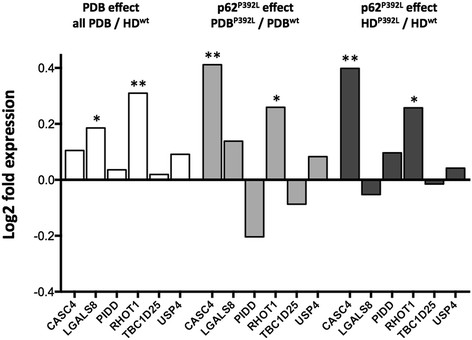 PDB effect
all PDB / HDwt
p62P392L effect
PDBP392L / PDBwt
p62P392L effect
HDP392L / HDwt
Log2 fold expression
0.4
0.2
0.0
-0.2
-0.4
* ** ** * ** *
CASC4 LGALS8 PIDD RHOT1 TBC1D25 USP4
CASC4 LGALS8 PIDD RHOT1 TBC1D25 USP4
CASC4 LGALS8 PIDD RHOT1 TBC1D25 USP4